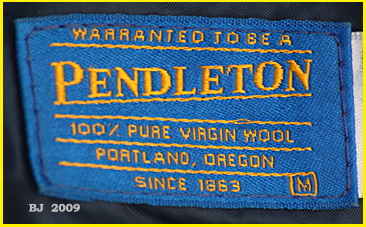 WARRANTED TO BE A
PENDLETON
100% PURE VIRGIN WOOL
PORTLAND, OREGON
SINCE 1863
M
BJ 2009